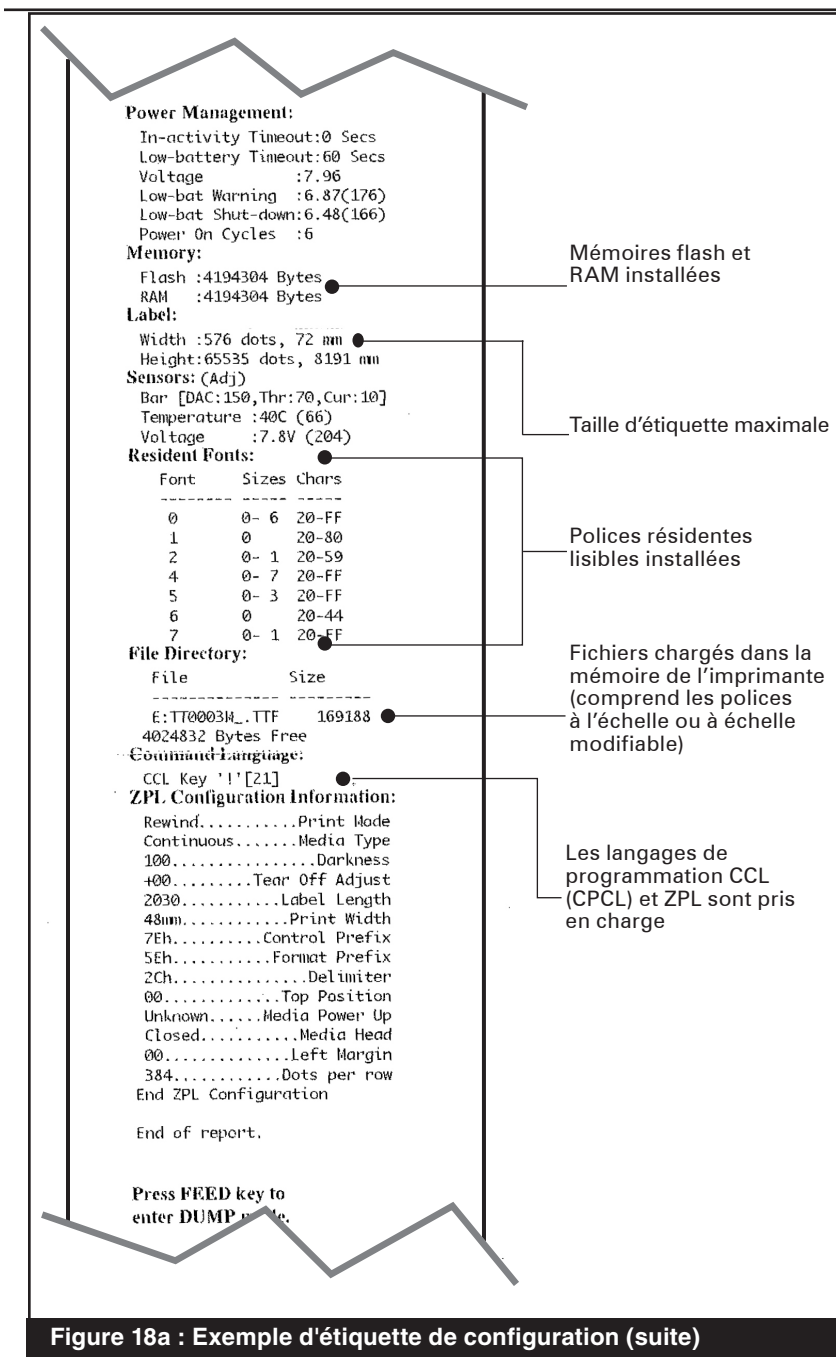 Power Management:
In-activity Timeout:0 Secs
Low-battery Timeout:60 Secs
Voltage :7.96
Low-bat Warning :6.87(176)
Low-bat Shut-down:6.48(166)
Power On Cycles :6
Memory:
Flash :4194304 Bytes
RAM :4194304 Bytes
Label:
Width :576 dots, 72 mm
Height:65535 dots, 8191 mm
Sensors: (Adj)
Bar [DAC:150,Thr:70,Cur:10]
Temperature :40C (66)
Voltage :7.8V (204)
Resident Fonts:
Font Sizes Chars
-------- ----- -----
0 0- 6 20-FF
1 0 20-80
2 0- 1 20-59
4 0- 7 20-FF
5 0- 3 20-FF
6 0 20-44
7 0- 1 20-FF
File Directory:
File Size
-------------- ---------
E:TT0003M_.TTF 169188
4024832 Bytes Free
Command Language:
CCL Key '!'[21]
ZPL Configuration Information:
Rewind...........Print Mode
Continuous.......Media Type
100................Darkness
+00.........Tear Off Adjust
2030...........Label Length
48mm............Print Width
7Eh..........Control Prefix
5Eh...........Format Prefix
2Ch...............Delimiter
00.............Top Position
Unknown......Media Power Up
Closed...........Media Head
00..............Left Margin
384............Dots per row
End ZPL Configuration
End of report.
Press FEED key to
enter DUMP
Mémoires flash et
RAM installées
Taille d'étiquette maximale
Polices résidentes
lisibles installées
Fichiers chargés dans la
mémoire de l'imprimante
(comprend les polices
à l'échelle ou à échelle
modifiable)
Les langages de
programmation CCL
(CPCL) et ZPL sont pris
en charge
Figure 18a : Exemple d'étiquette de configuration (suite)